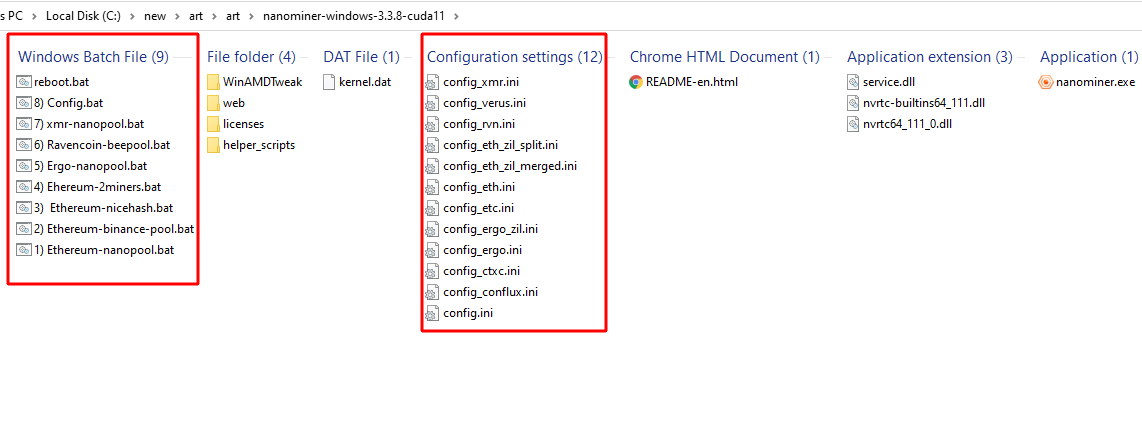 s PC > Local Disk (C:) > new > art > art > nanominer-windows-3.3.8-cuda11 >
Windows Batch File (9)
reboot.bat
8) Config.bat
7) xmr-nanopool.bat
6) Ravencoin-beepool.bat
5) Ergo-nanopool.bat
4) Ehereum-2miners.bat
3)  Ethereum-nicehash.bat
2) Ethereum-binance-pool.bat
1) Ethereum-nanopool.bat
File folder (4)
WinAMDTweak
web
licenses
helper_scripts
DAT File (1)
kernel.dat
Configuration settings (12)
config_xmr.ini
config_verus.ini
config_rvn.ini
config_eth_zil_split.ini
config_eth_zil_merged.ini
config_eth.ini
config_etc.ini
config_ergo_zil.ini
config_ergo.ini
config_ctxc.ini
config_conflux.ini
config.ini
Chrome HTML Document (1)
README-en.html
Application extension (3)
service.dll
nvrtc-builtins64_111.dll
nvrtc64_111_0.dll
Application (1)
nanominer.exe